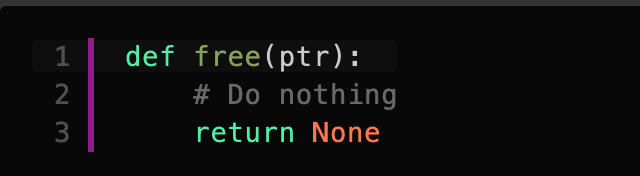 1 def free(ptr):
2     # Do nothing
3     return None